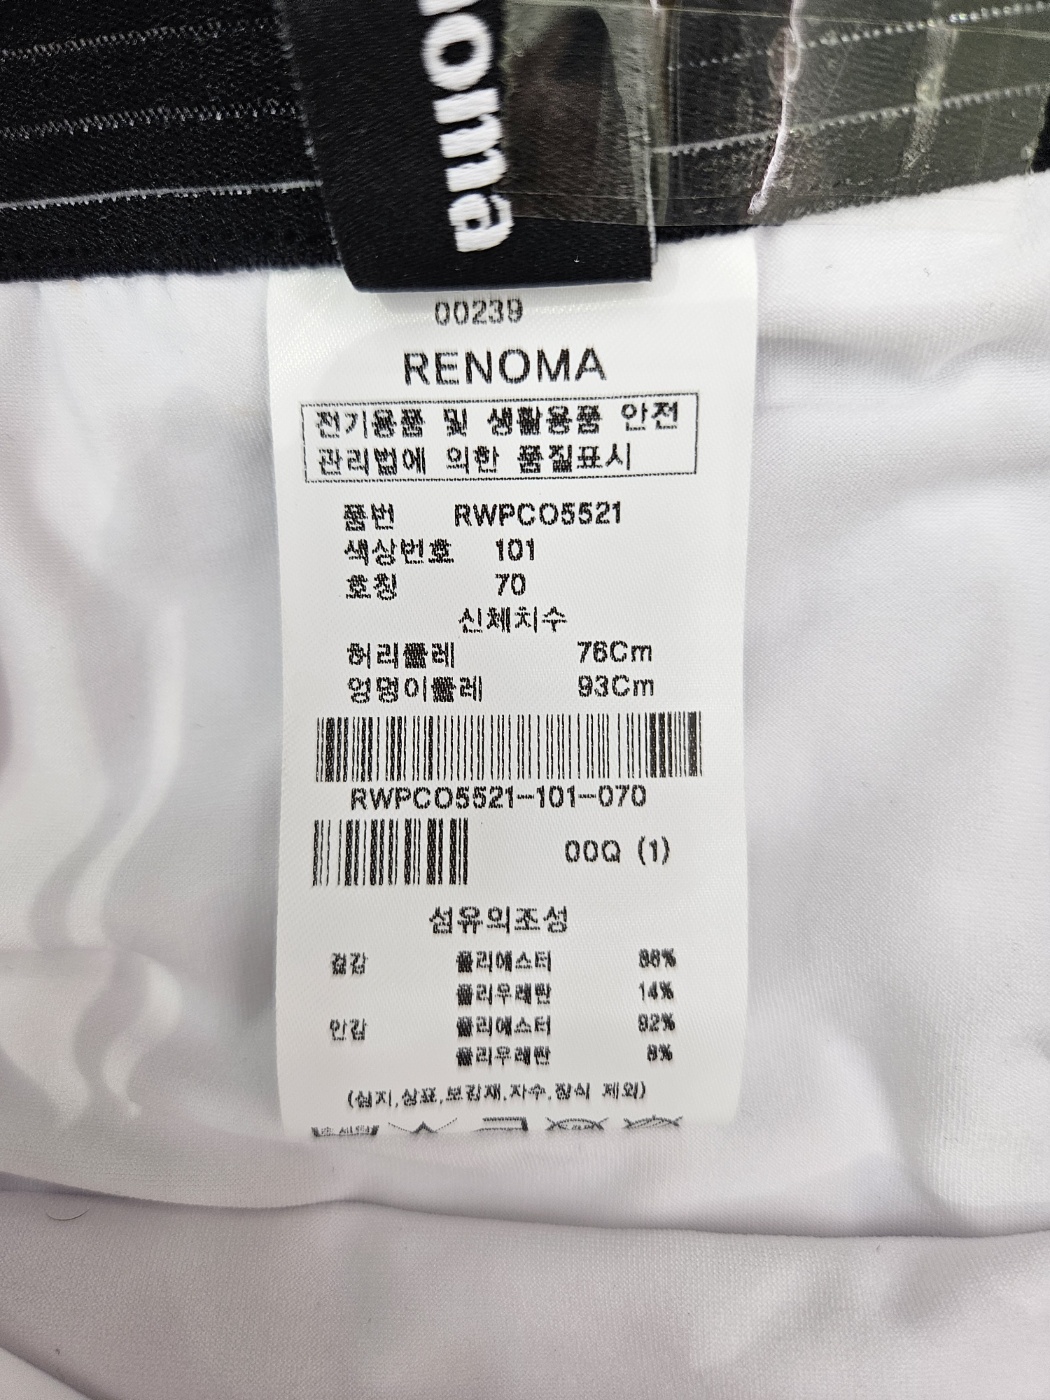 noma
00239
RENOMA
전기용품 및 생활용품 안전
관리법에 의한 품질표시
품번 RWPCO5521
색상번호 101
호칭 70
신체치수
허리둘레 76Cm
엉덩이둘레 93Cm
RWPCO5521-101-070
00Q (1)
섬유의조성
겉감 폴리에스터 86%
폴리우레탄 14%
안감 폴리에스터 92%
폴리우레탄 8%
(심지,상표,보강재,자수,장식 제외)